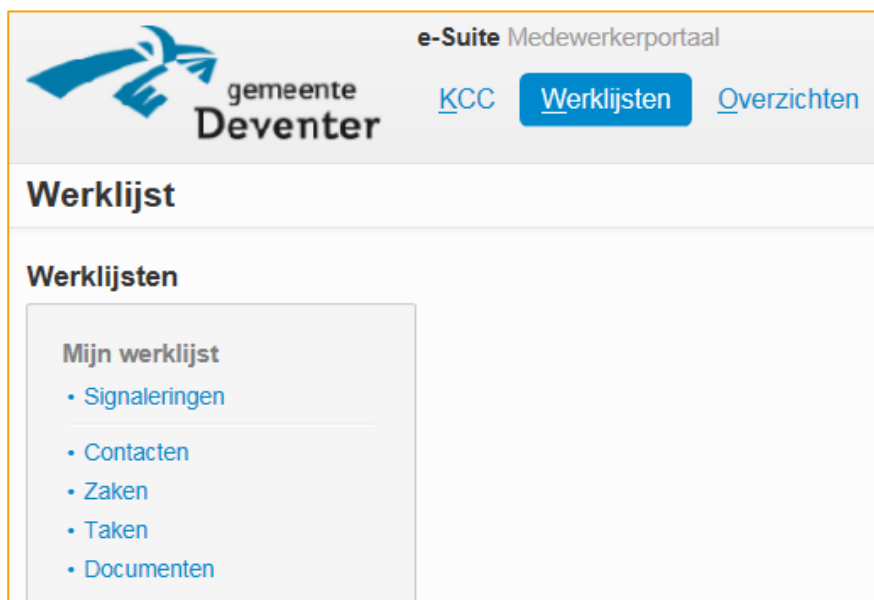 e-Suite Medewerkerportaal
gemeente
Deventer
KCC Werklijsten Overzichten
Werklijst
Werklijsten
Mijn werklijst
• Signaleringen
• Contacten
• Zaken
• Taken
• Documenten